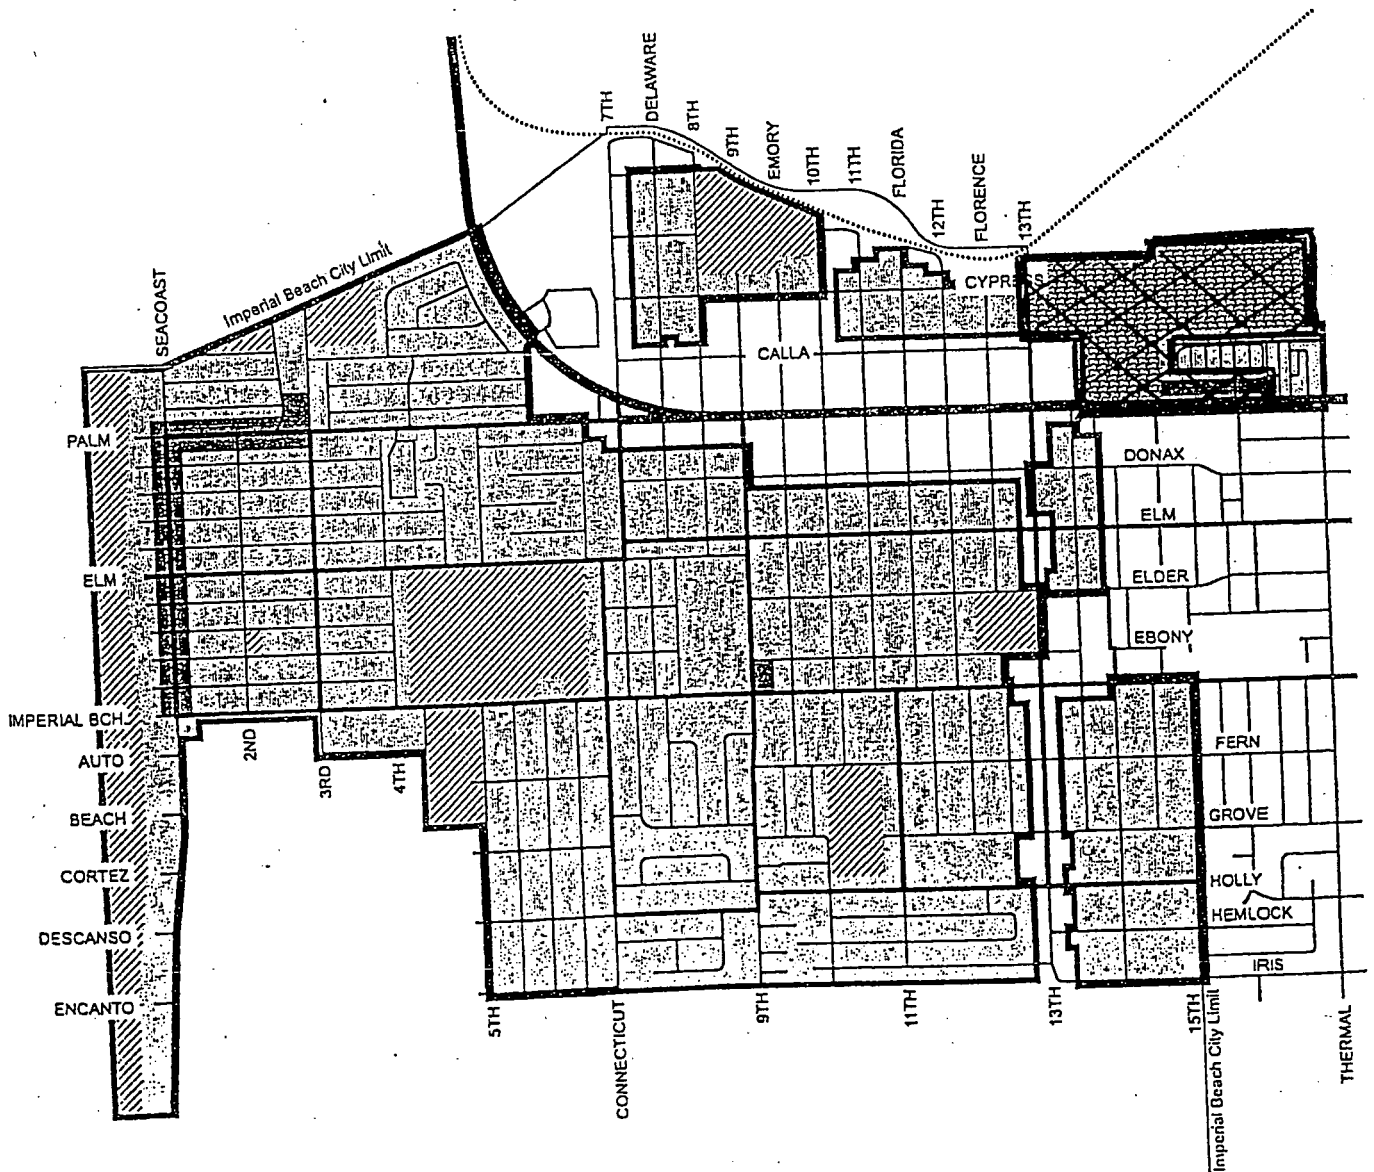 7TH
DELAWARE
8TH
9TH
EMORY
10TH
11TH
FLORIDA
12TH
FLORENCE
13TH
SEACOAST
Imperial Beach City Limit
CYPRESS
CALLA
PALM
DONAX
ELM
ELM
ELDER
EBONY
IMPERIAL BCH
AUTO
2ND
3RD
4TH
FERN
BEACH
GROVE
CORTEZ
HOLLY
HEMLOCK
DESCANSO
IRIS
ENCANTO
5TH
CONNECTICUT
9TH
11TH
13TH
15TH
Imperial Beach City Limit
THERMAL